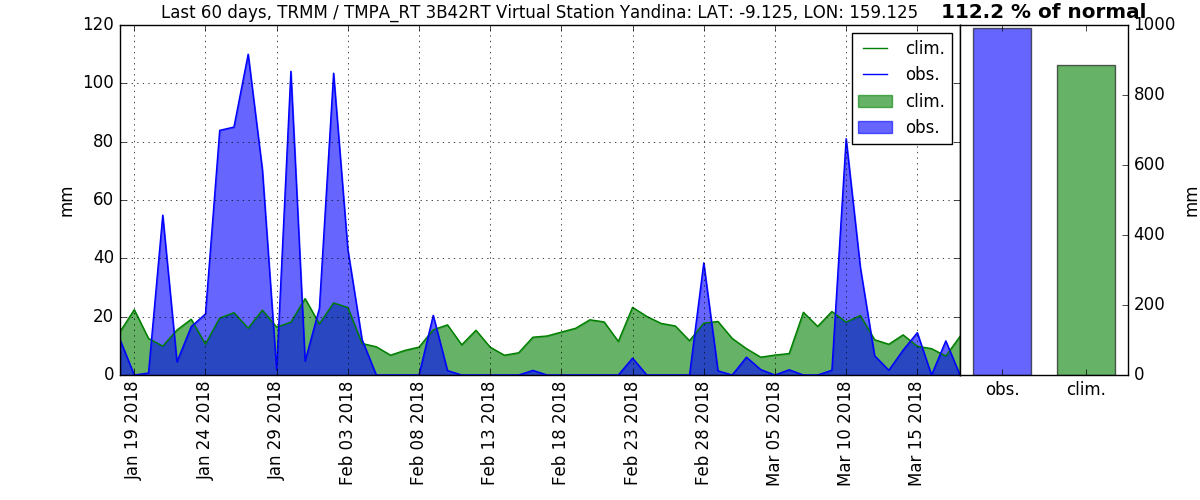 Last 60 days, TRMM / TMPA_RT 3B42RT Virtual Station Yandina: LAT: -9.125, LON: 159.125
112.2 % of normal
120
100
80
60
40
20
0
mm
clim.
obs.
clim.
obs.
1000
800
600
400
200
0
mm
obs.
clim.
Jan 19 2018
Jan 24 2018
Jan 29 2018
Feb 03 2018
Feb 08 2018
Feb 13 2018
Feb 18 2018
Feb 23 2018
Feb 28 2018
Mar 05 2018
Mar 10 2018
Mar 15 2018